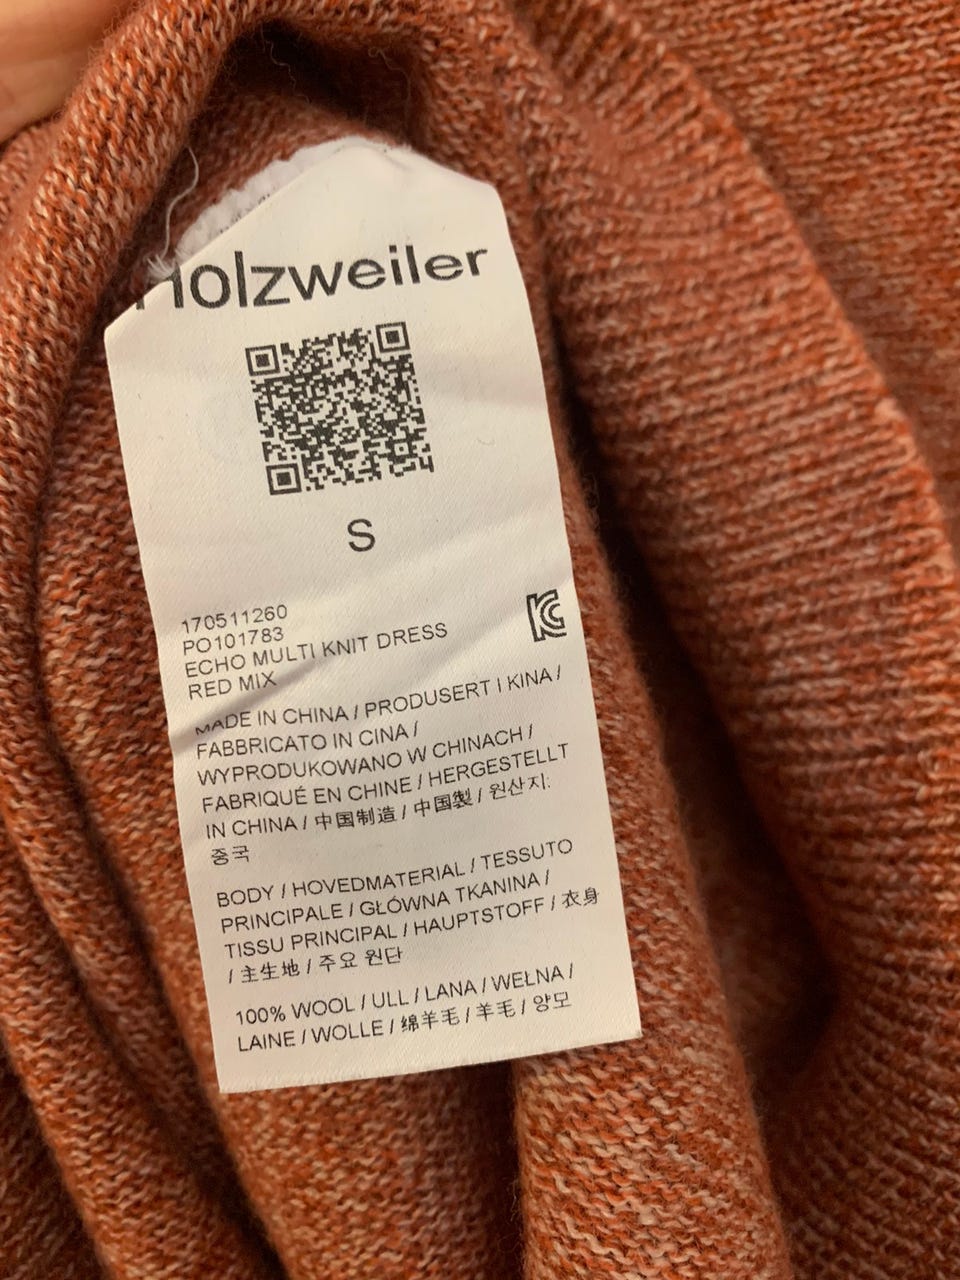 Holzweiler
S
170511260
PO101783
ECHO MULTI KNIT DRESS
RED MIX
MADE IN CHINA / PRODUSERT I KINA /
FABBRICATO IN CINA /
WYPRODUKOWANO W CHINACH /
FABRIQUÉ EN CHINE / HERGESTELLT
IN CHINA / 中国制造 / 中国製 / 원산지:
중국
BODY / HOVEDMATERIAL / TESSUTO
PRINCIPALE / GŁÓWNA TKANINA /
TISSU PRINCIPAL / HAUPTSTOFF / 衣身
/ 主生地 / 주요 원단
100% WOOL / ULL / LANA / WEŁNA /
LAINE / WOLLE / 绵羊毛 / 羊毛 / 양모